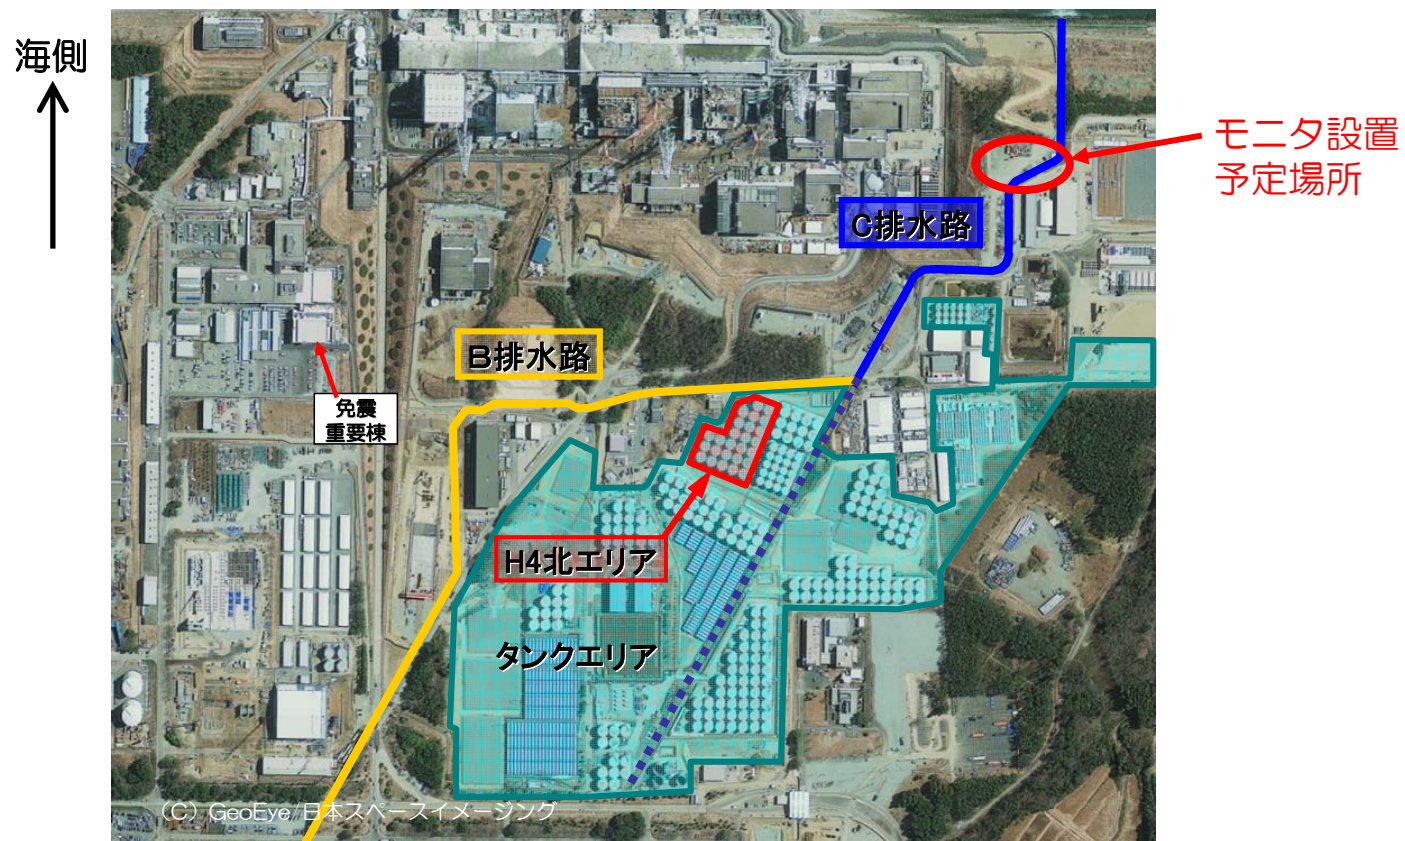 海側
モニタ設置
予定場所
C排水路
B排水路
免震
重要棟
H4北エリア
タンクエリア
(C) GeoEye/日本スペースイメージング